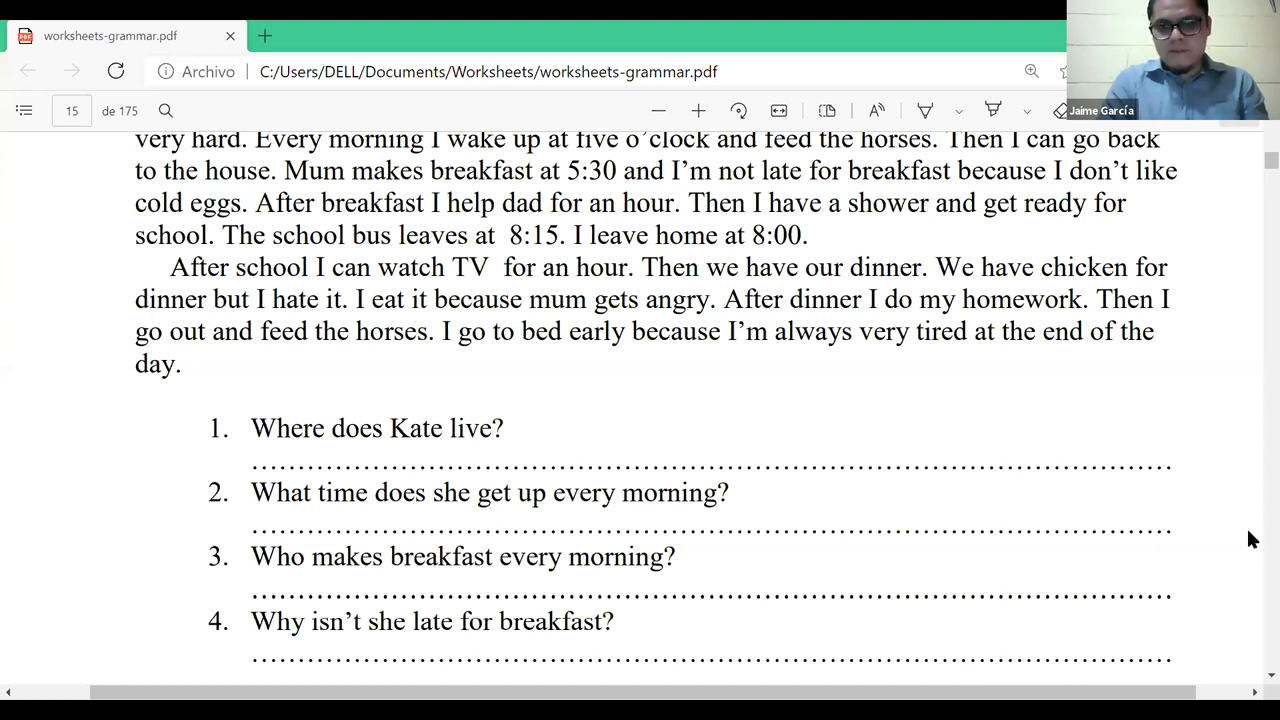 worksheets-grammar.pdf
Archivo C:/Users/DELL/Documents/Worksheets/worksheets-grammar.pdf
15 de 175
Jaime García
very hard. Every morning I wake up at five o’clock and feed the horses. Then I can go back
to the house. Mum makes breakfast at 5:30 and I’m not late for breakfast because I don’t like
cold eggs. After breakfast I help dad for an hour. Then I have a shower and get ready for
school. The school bus leaves at 8:15. I leave home at 8:00.
After school I can watch TV for an hour. Then we have our dinner. We have chicken for
dinner but I hate it. I eat it because mum gets angry. After dinner I do my homework. Then I
go out and feed the horses. I go to bed early because I’m always very tired at the end of the
day.
1. Where does Kate live?
2. What time does she get up every morning?
3. Who makes breakfast every morning?
4. Why isn’t she late for breakfast?